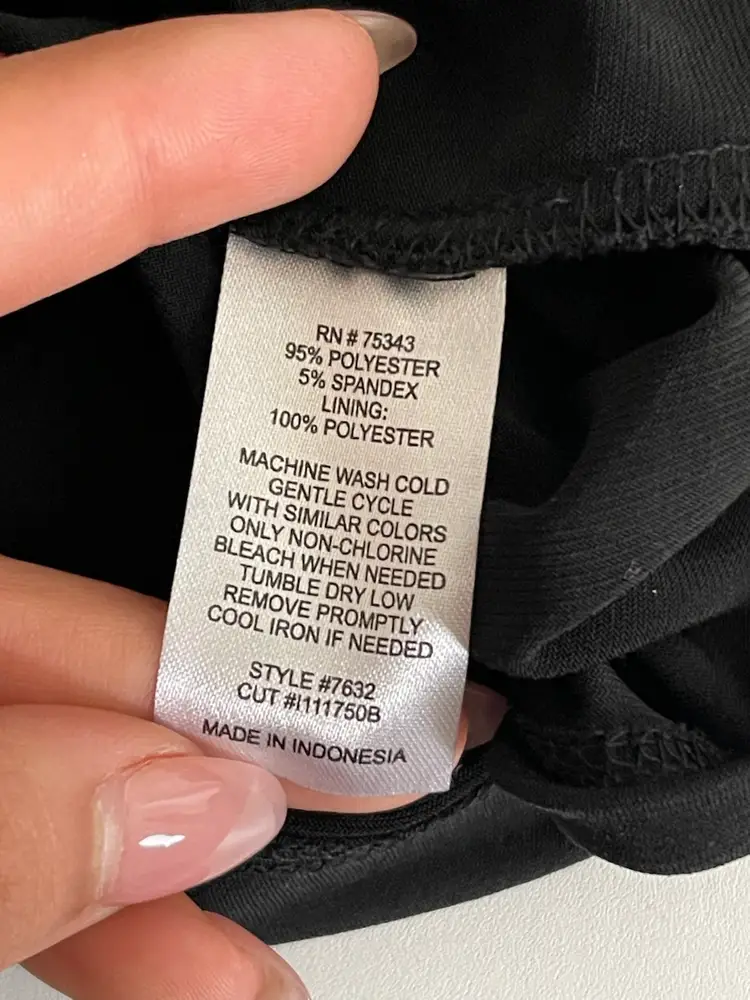 RN # 75343
95% POLYESTER
5% SPANDEX
LINING:
100% POLYESTER
MACHINE WASH COLD
GENTLE CYCLE
WITH SIMILAR COLORS
ONLY NON-CHLORINE
BLEACH WHEN NEEDED
TUMBLE DRY LOW
REMOVE PROMPTLY
COOL IRON IF NEEDED
STYLE #7632
CUT #I111750B
MADE IN INDONESIA